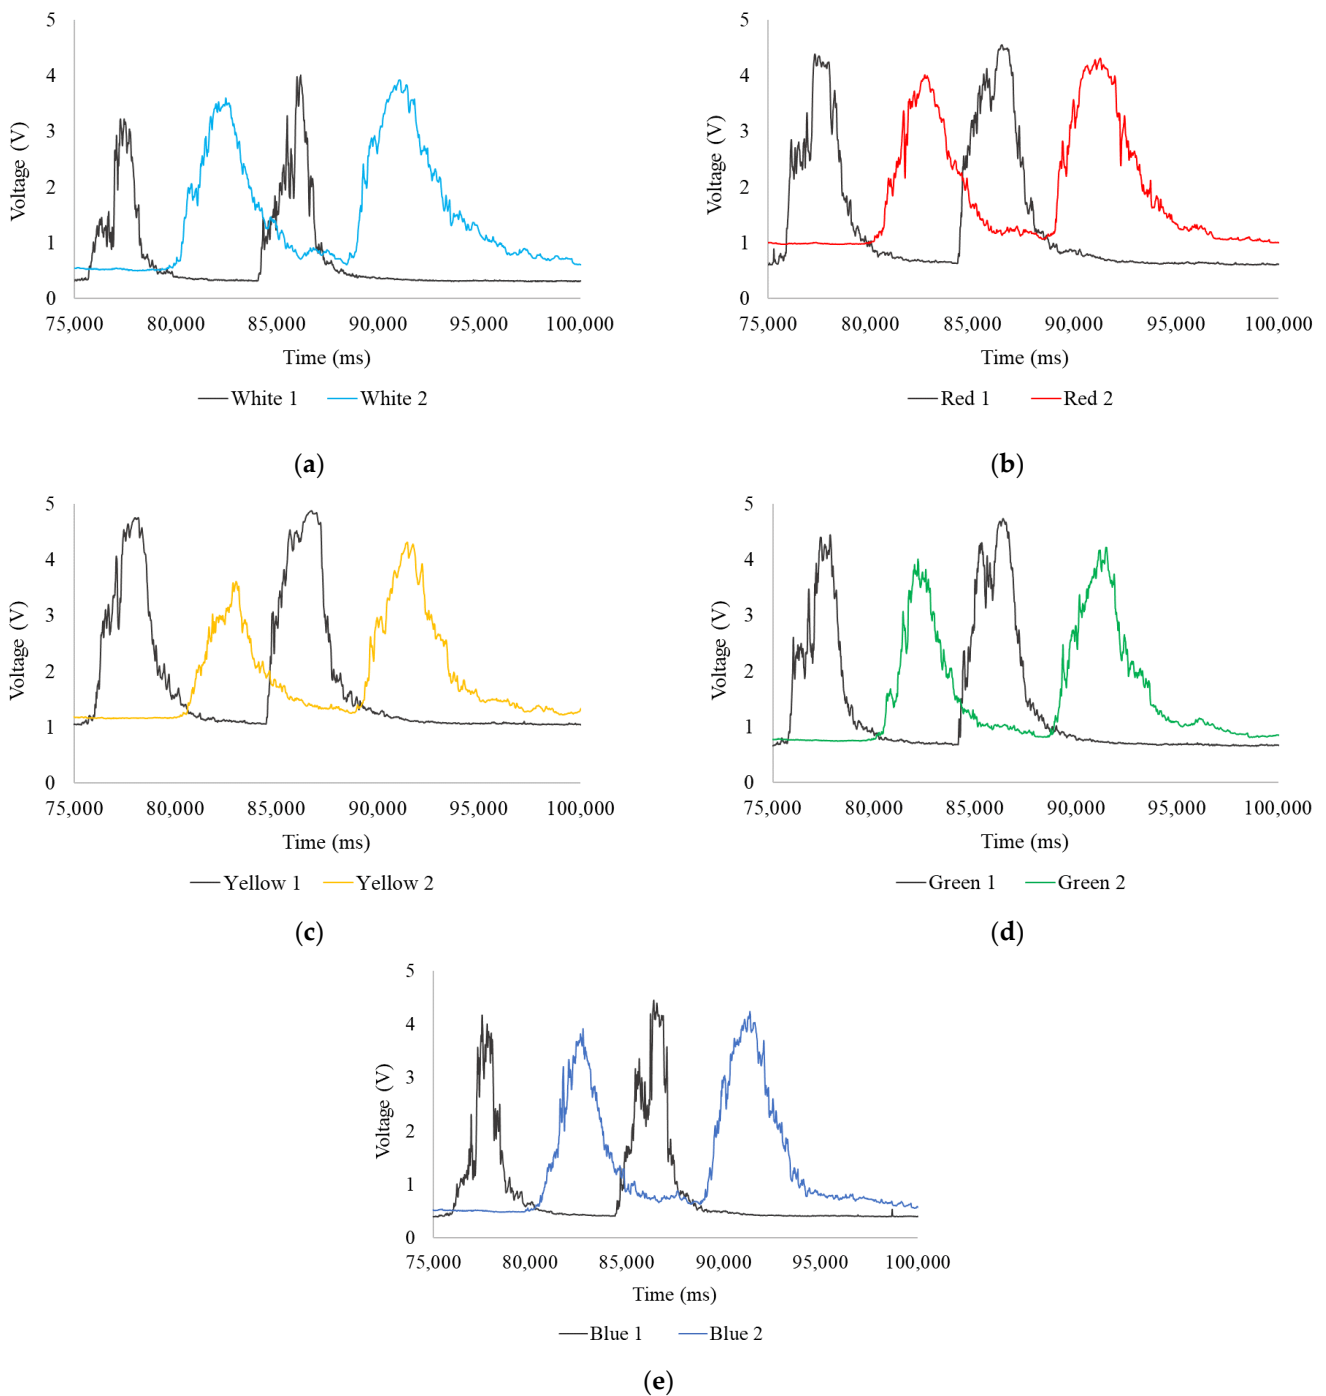 5
4
3
2
1
0
Voltage (V)
75,000 80,000 85,000 90,000 95,000 100,000
Time (ms)
White 1 White 2
(a)
5
4
3
2
1
0
Voltage (V)
75,000 80,000 85,000 90,000 95,000 100,000
Time (ms)
Red 1 Red 2
(b)
5
4
3
2
1
0
Voltage (V)
75,000 80,000 85,000 90,000 95,000 100,000
Time (ms)
Yellow 1 Yellow 2
(c)
5
4
3
2
1
0
Voltage (V)
75,000 80,000 85,000 90,000 95,000 100,000
Time (ms)
Green 1 Green 2
(d)
5
4
3
2
1
0
Voltage (V)
75,000 80,000 85,000 90,000 95,000 100,000
Time (ms)
Blue 1 Blue 2
(e)